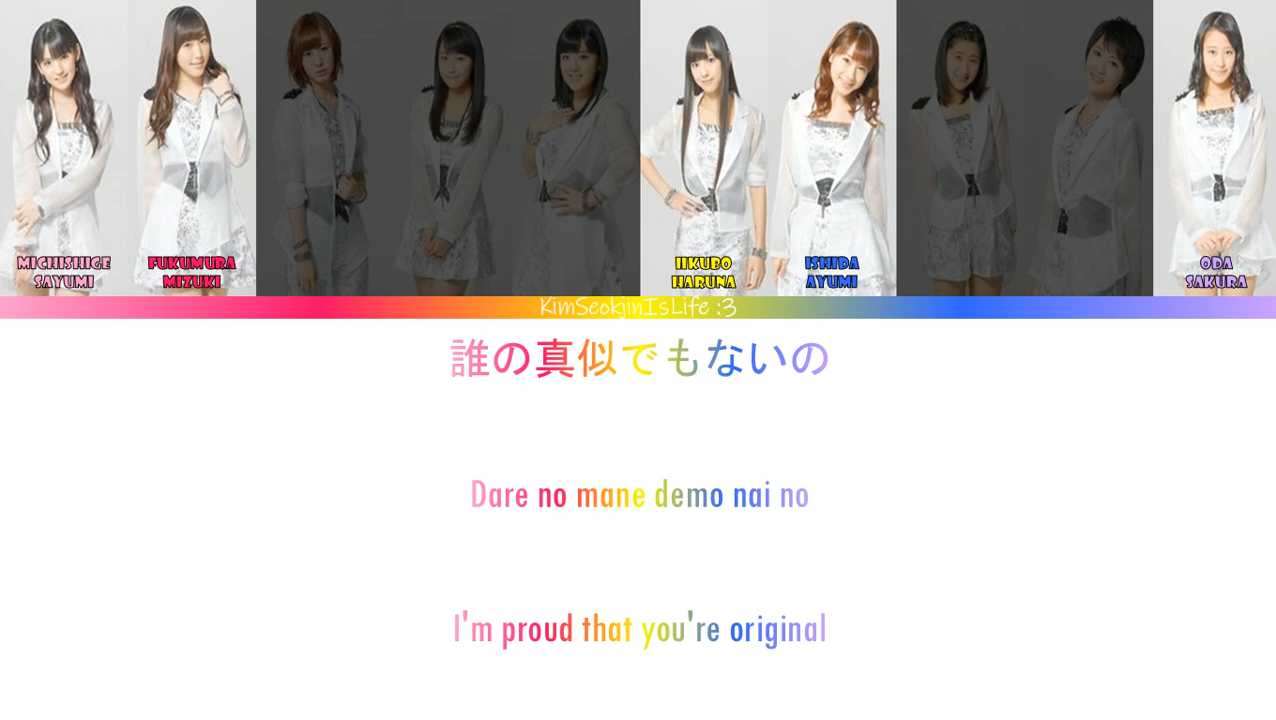 MICHISHIGE
SAYUMI
FUKUMURA
MIZUKI
IIKUBO
HARUNA
ISHIDA
AYUMI
ODA
SAKURA
KimSeokjinIsLife :3
誰の真似でもないの
Dare no mane demo nai no
I'm proud that you're original